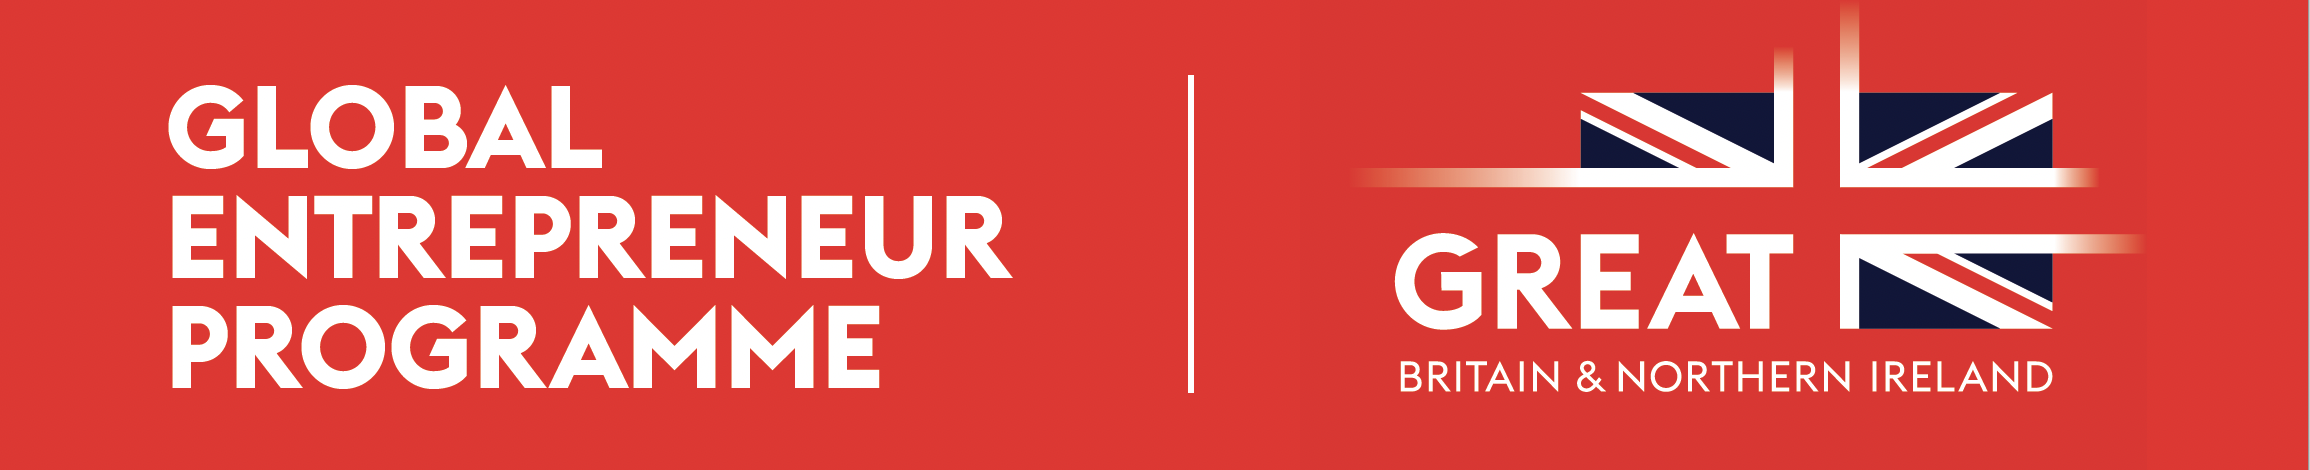 GLOBAL
ENTREPRENEUR
PROGRAMME
GREAT
BRITAIN & NORTHERN IRELAND